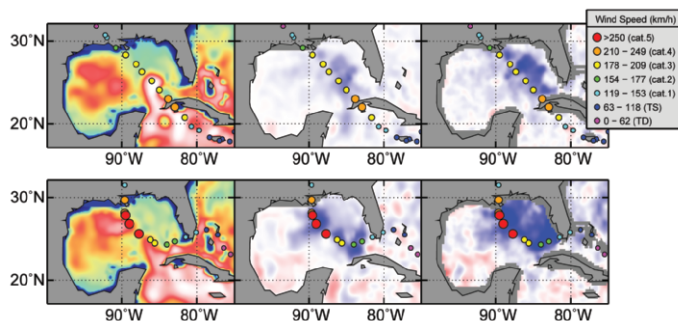 Wind Speed (km/h)
>250 (cat.5)
210 – 249 (cat.4)
178 – 209 (cat.3)
154 – 177 (cat.2)
119 – 153 (cat.1)
63 – 118 (TS)
0 – 62 (TD)
30°N
20°N
90°W 80°W 90°W 80°W 90°W 80°W
30°N
20°N
90°W 80°W 90°W 80°W 90°W 80°W